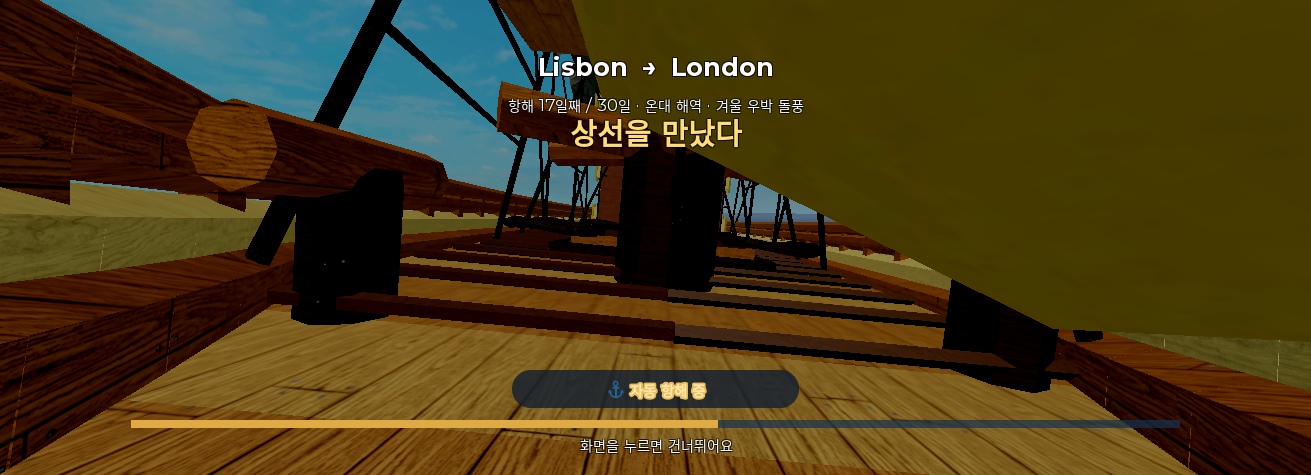 Lisbon → London
항해 17일째 / 30일 · 온대 해역 · 겨울 우박 돌풍
상선을 만났다
⚓ 자동 항해 중
화면을 누르면 건너뛰어요